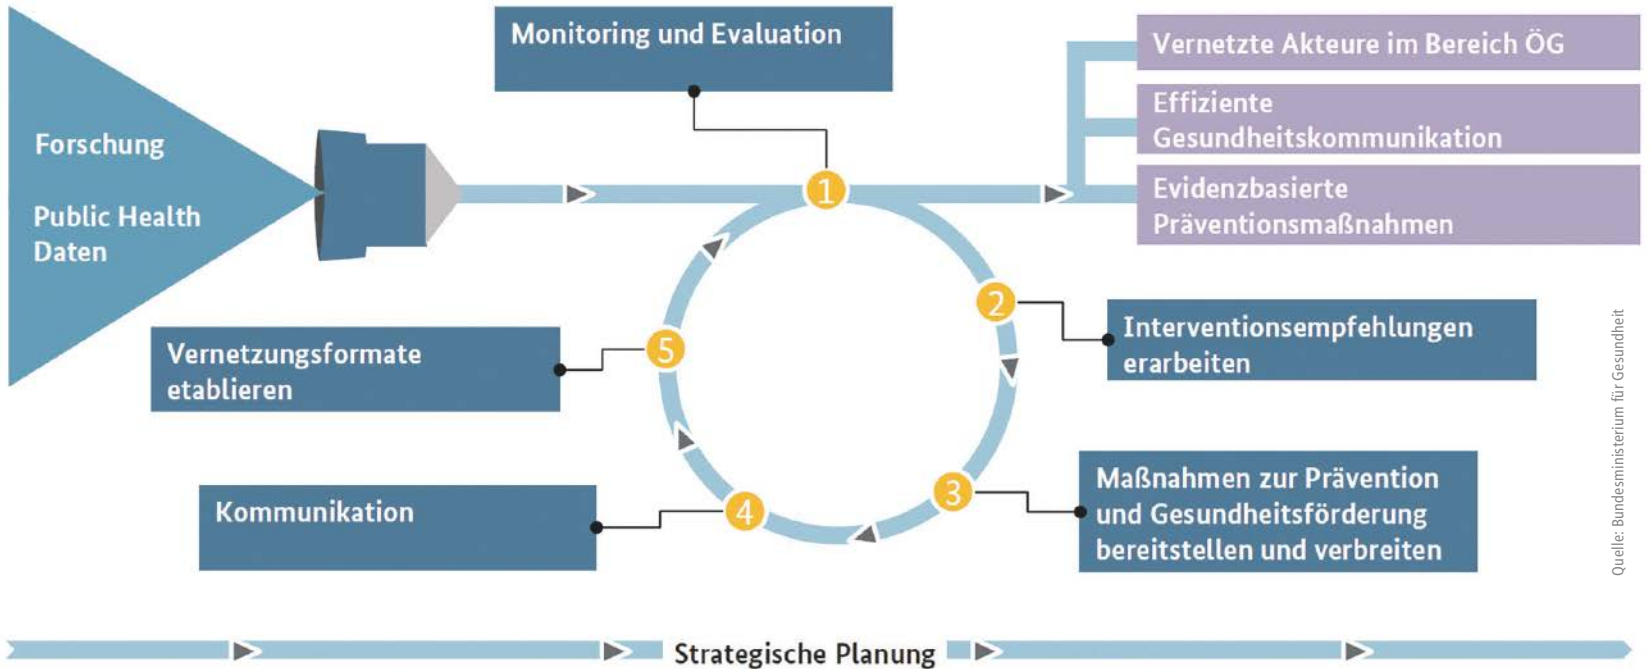 Forschung
Public Health
Daten
Monitoring und Evaluation
Vernetzte Akteure im Bereich ÖG
Effiziente
Gesundheitskommunikation
Evidenzbasierte
Präventionsmaßnahmen
1
2
Interventionsempfehlungen
erarbeiten
3
Maßnahmen zur Prävention
und Gesundheitsförderung
bereitstellen und verbreiten
4
Kommunikation
5
Vernetzungsformate
etablieren
Strategische Planung
Quelle: Bundesministerium für Gesundheit